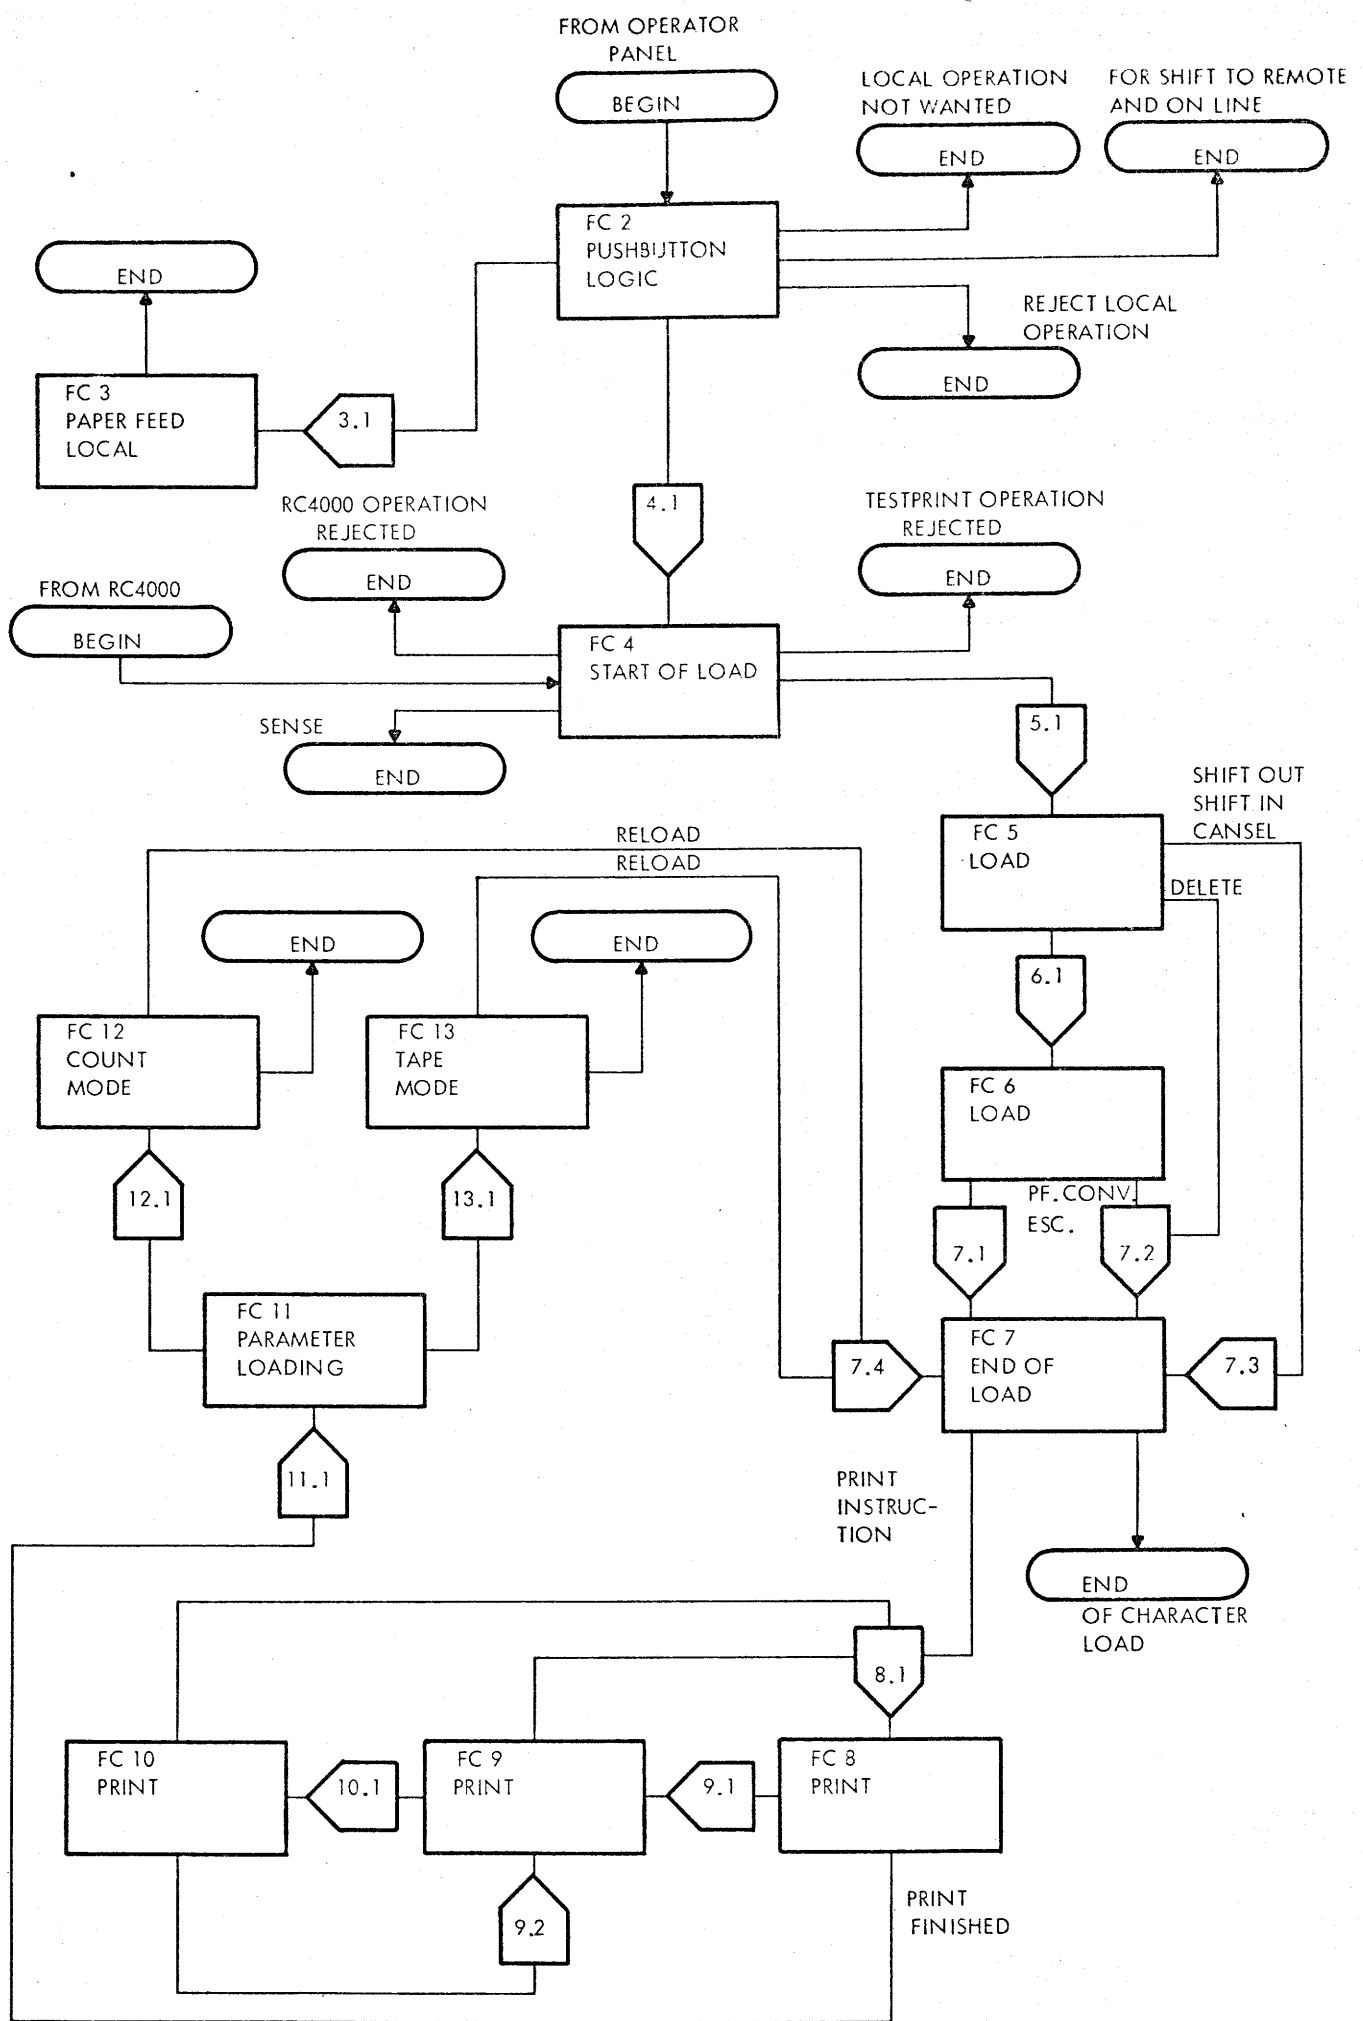 FROM OPERATOR
PANEL
BEGIN
LOCAL OPERATION
NOT WANTED
END
FOR SHIFT TO REMOTE
AND ON LINE
END
FC 2
PUSHBUTTON
LOGIC
REJECT LOCAL
OPERATION
END
END
FC 3
PAPER FEED
LOCAL
3.1
4.1
RC4000 OPERATION
REJECTED
END
TESTPRINT OPERATION
REJECTED
END
FROM RC4000
BEGIN
FC 4
START OF LOAD
SENSE
END
5.1
SHIFT OUT
SHIFT IN
CANSEL
FC 5
LOAD
DELETE
RELOAD
RELOAD
END
END
6.1
FC 12
COUNT
MODE
FC 13
TAPE
MODE
FC 6
LOAD
12.1
13.1
PF.CONV.
ESC.
7.1
7.2
FC 11
PARAMETER
LOADING
7.4
FC 7
END OF
LOAD
7.3
11.1
PRINT
INSTRUC-
TION
END
OF CHARACTER
LOAD
8.1
FC 10
PRINT
10.1
FC 9
PRINT
9.1
FC 8
PRINT
9.2
PRINT
FINISHED